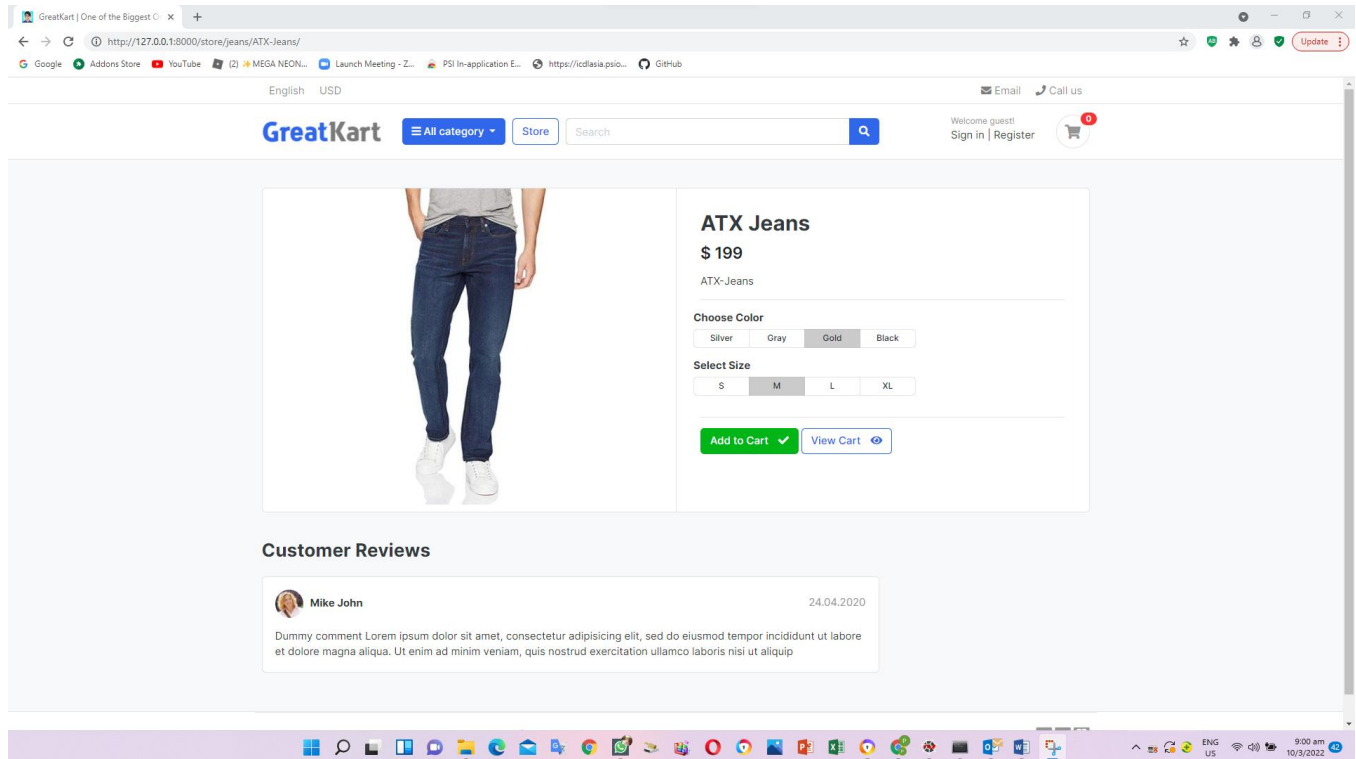 GreatKart | One of the Biggest O
http://127.0.0.1:8000/store/jeans/ATX-Jeans/
Update
Google Addons Store YouTube (2) MEGA NEON... Launch Meeting - Z... PSI In-application E... https://icdlasia.psio... GitHub
English USD Email Call us
GreatKart All category Store Search Welcome guest! 0
Sign in | Register
ATX Jeans
$ 199
ATX-Jeans
Choose Color
Silver Gray Gold Black
Select Size
S M L XL
Add to Cart View Cart
Customer Reviews
Mike John 24.04.2020
Dummy comment Lorem ipsum dolor sit amet, consectetur adipisicing elit, sed do eiusmod tempor incididunt ut labore
et dolore magna aliqua. Ut enim ad minim veniam, quis nostrud exercitation ullamco laboris nisi ut aliquip
ENG 9:00 am
US 10/3/2022 42